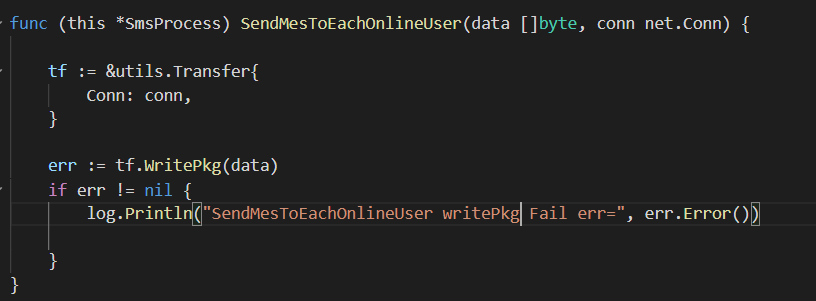 func (this *SmsProcess) SendMesToEachOnlineUser(data []byte, conn net.Conn) {
tf := &utils.Transfer{
Conn: conn,
}
err := tf.WritePkg(data)
if err != nil {
log.Println("SendMesToEachOnlineUser writePkg Fail err=", err.Error())
}
}